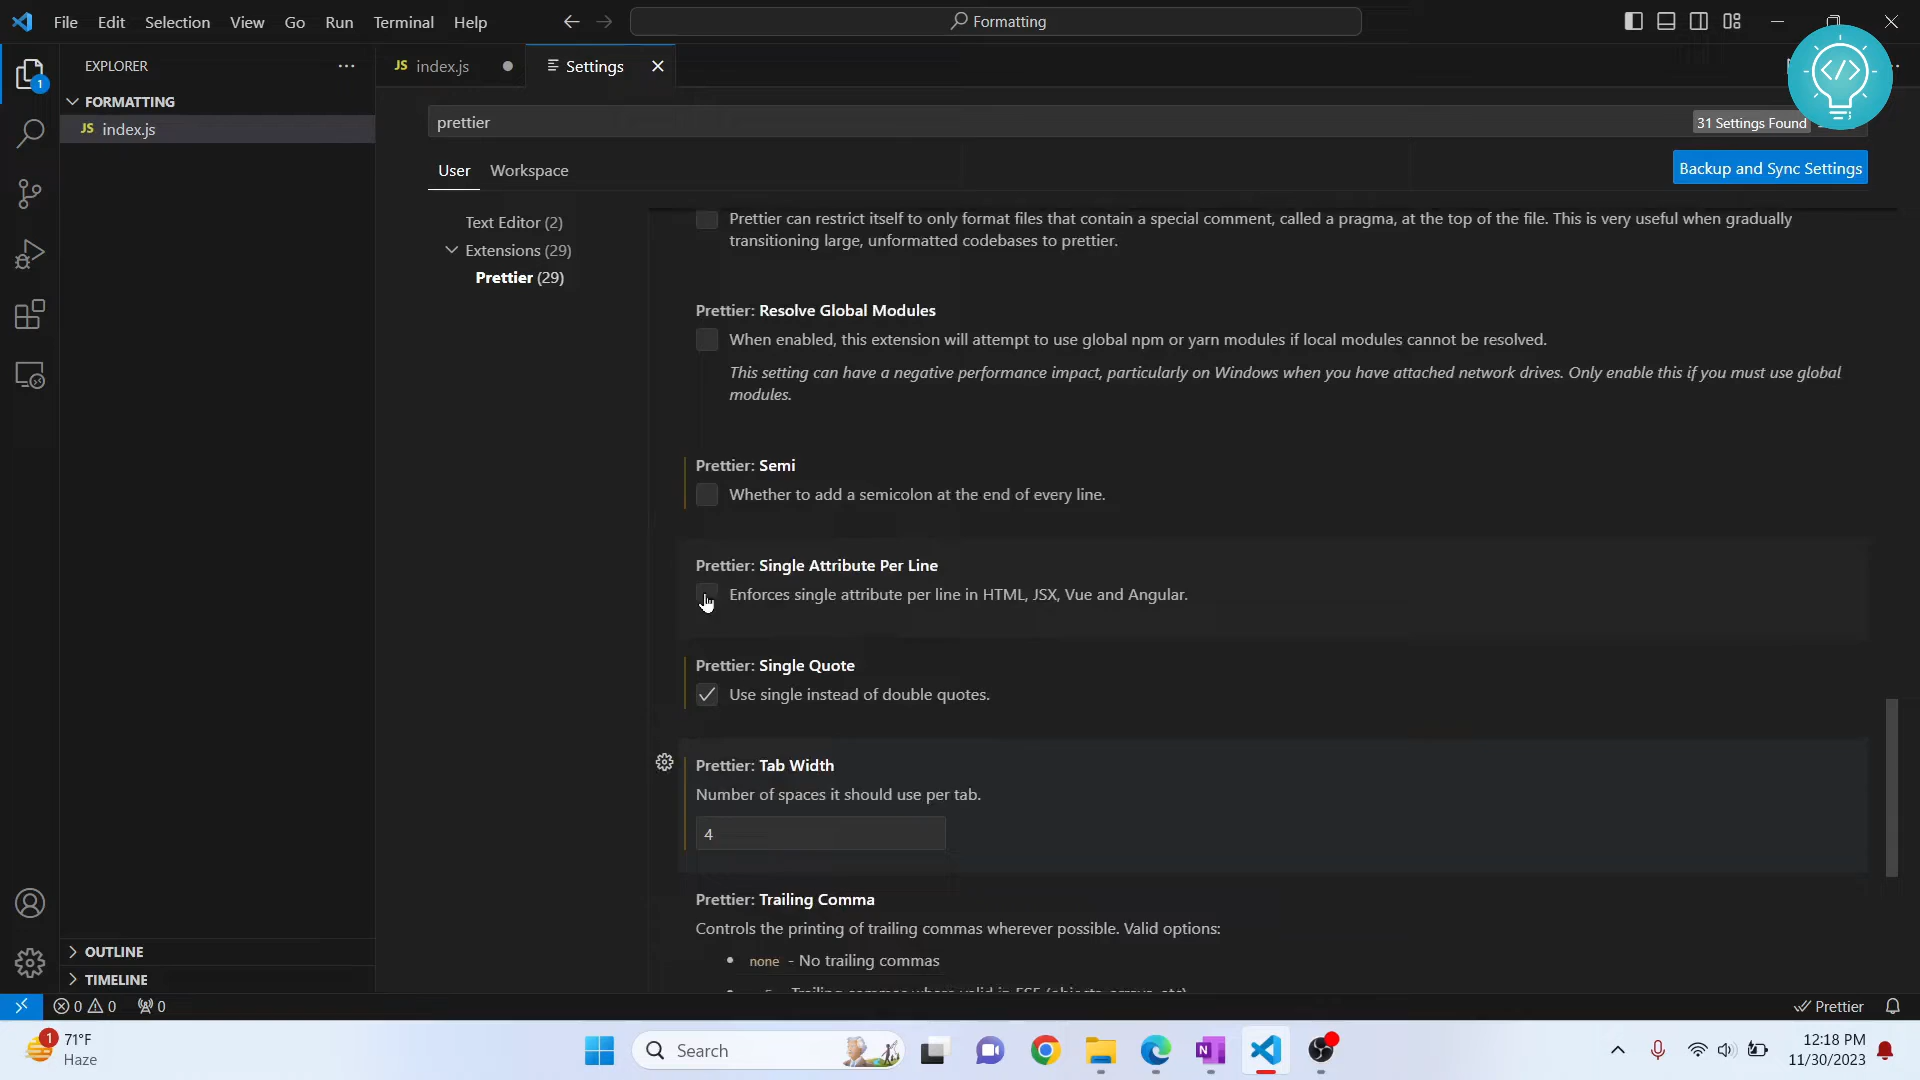 File Edit Selection View Go Run Terminal Help
Formatting
EXPLORER
JS index.js
Settings
1
FORMATTING
JS index.js
prettier
31 Settings Found
User Workspace
Backup and Sync Settings
Text Editor (2)
Extensions (29)
Prettier (29)
Prettier can restrict itself to only format files that contain a special comment, called a pragma, at the top of the file. This is very useful when gradually
transitioning large, unformatted codebases to prettier.
Prettier: Resolve Global Modules
When enabled, this extension will attempt to use global npm or yarn modules if local modules cannot be resolved.
This setting can have a negative performance impact, particularly on Windows when you have attached network drives. Only enable this if you must use global
modules.
Prettier: Semi
Whether to add a semicolon at the end of every line.
Prettier: Single Attribute Per Line
Enforces single attribute per line in HTML, JSX, Vue and Angular.
Prettier: Single Quote
Use single instead of double quotes.
Prettier: Tab Width
Number of spaces it should use per tab.
4
Prettier: Trailing Comma
Controls the printing of trailing commas wherever possible. Valid options:
• none - No trailing commas
OUTLINE
TIMELINE
0 0 0
Prettier
1
71°F
Haze
Search
N
12:18 PM
11/30/2023